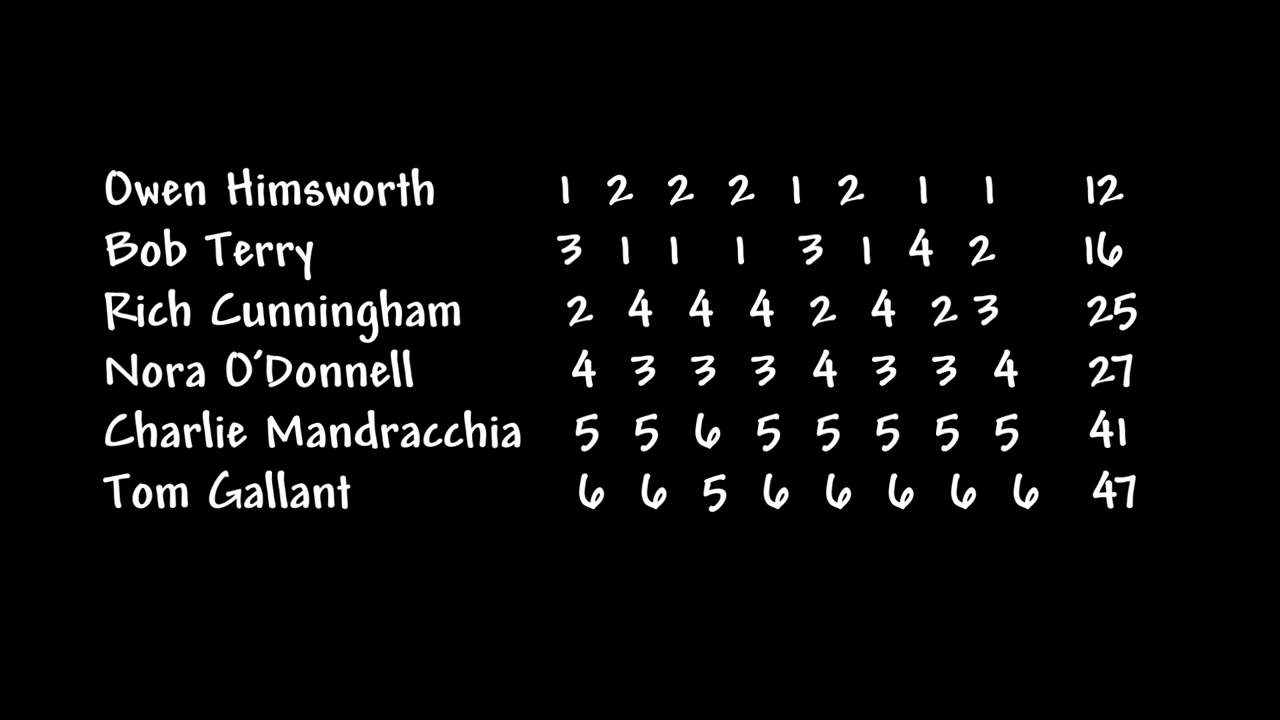 Owen Himsworth 1 2 2 2 1 2 1 1 12
Bob Terry 3 1 1 1 3 1 4 2 16
Rich Cunningham 2 4 4 4 2 4 2 3 25
Nora O'Donnell 4 3 3 3 4 3 3 4 27
Charlie Mandracchia 5 5 6 5 5 5 5 5 41
Tom Gallant 6 6 5 6 6 6 6 6 47